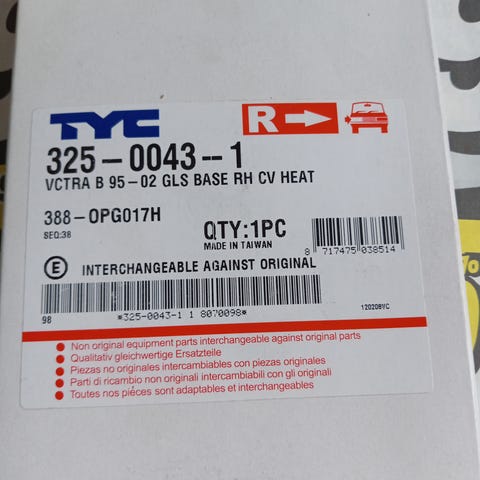 TYC
R
325-0043--1
VCTRA B 95-02 GLS BASE RH CV HEAT
388-0PG017H
SEQ:38
QTY:1PC
MADE IN TAIWAN
8 717475 038514
E INTERCHANGEABLE AGAINST ORIGINAL
98 *325-0043-1 1 8070098* 120208VC
Non original equipment parts interchangeable against original parts
Qualitativ gleichwertige Ersatzteile
Piezas no originales intercambiables con piezas originales
Parti di ricambio non originali intercambiabili con gli originali
Toutes nos piéces sont adaptables et interchangeables